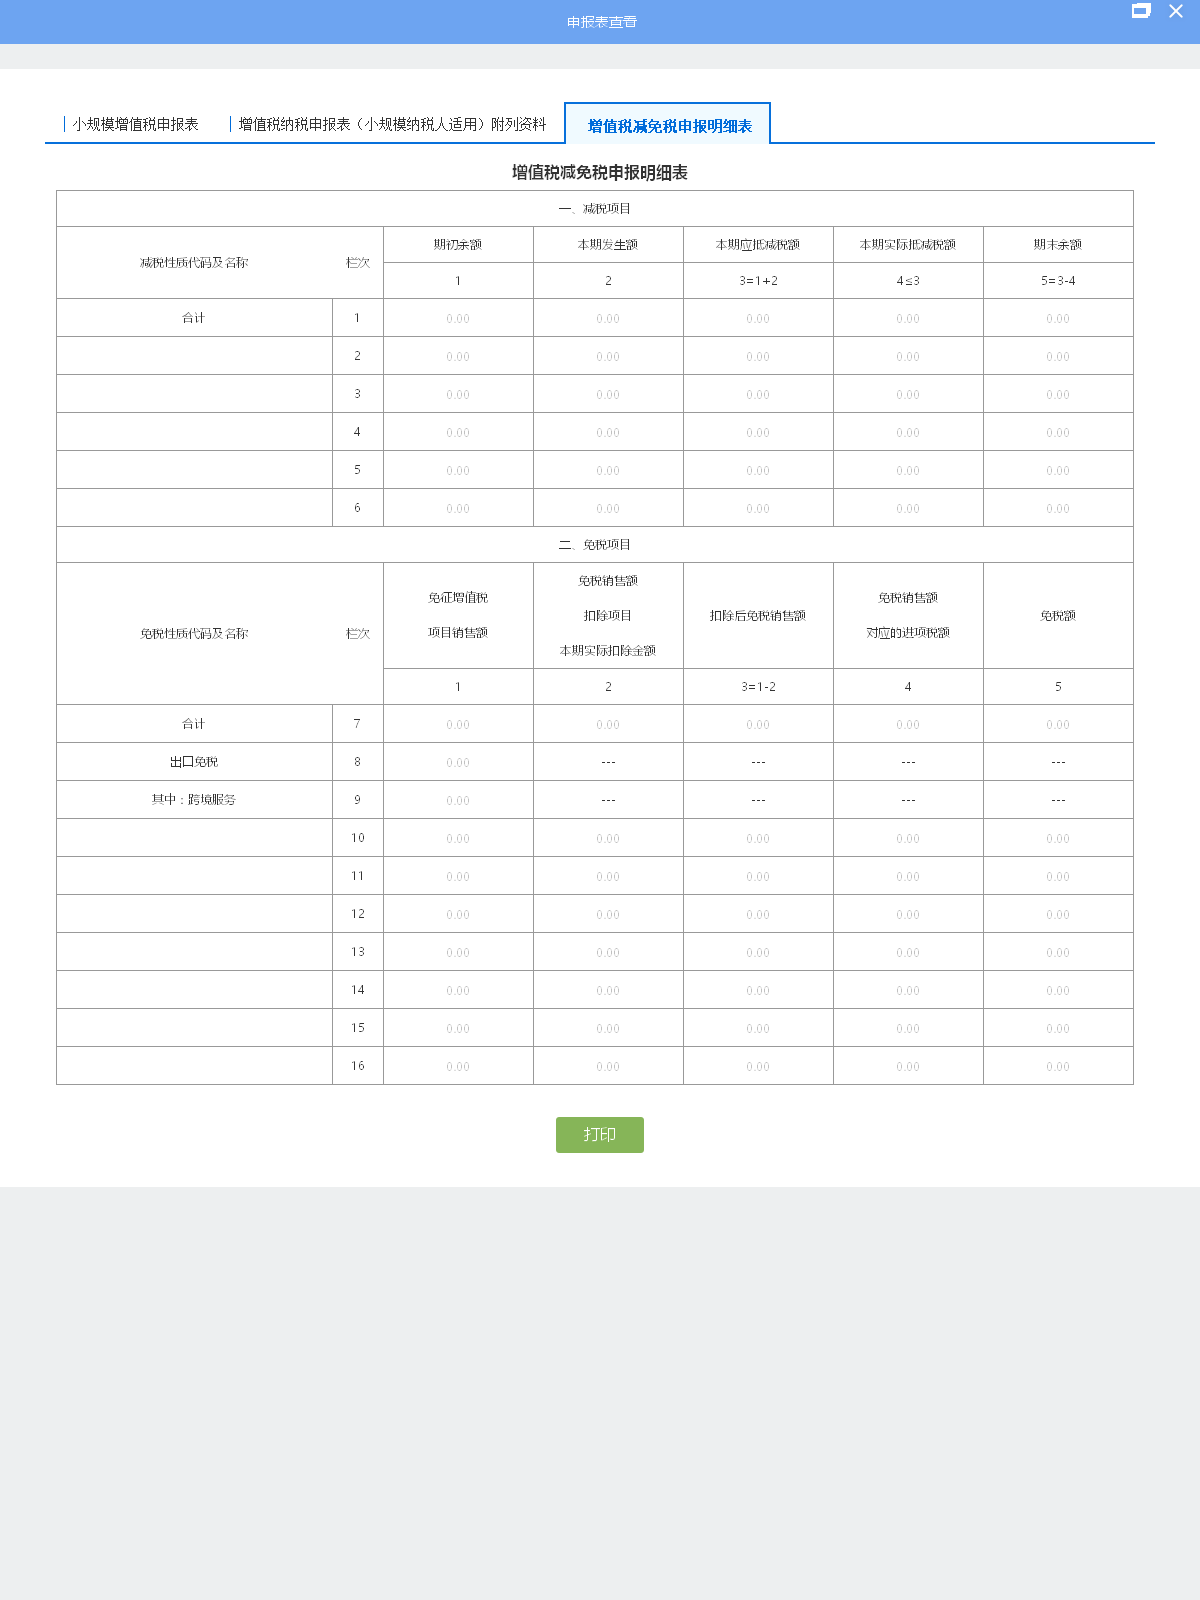 申报表查看
小规模增值税申报表 增值税纳税申报表（小规模纳税人适用）附列资料 增值税减免税申报明细表
增值税减免税申报明细表
一、减税项目
减税性质代码及名称 栏次 期初余额 本期发生额 本期应抵减税额 本期实际抵减税额 期末余额
1 2 3=1+2 4≤3 5=3-4
合计 1 0.00 0.00 0.00 0.00 0.00
2 0.00 0.00 0.00 0.00 0.00
3 0.00 0.00 0.00 0.00 0.00
4 0.00 0.00 0.00 0.00 0.00
5 0.00 0.00 0.00 0.00 0.00
6 0.00 0.00 0.00 0.00 0.00
二、免税项目
免税性质代码及名称 栏次
免征增值税
项目销售额
免税销售额
扣除项目
本期实际扣除金额
扣除后免税销售额
免税销售额
对应的进项税额
免税额
1 2 3=1-2 4 5
合计 7 0.00 0.00 0.00 0.00 0.00
出口免税 8 0.00 --- --- --- ---
其中：跨境服务 9 0.00 --- --- --- ---
10 0.00 0.00 0.00 0.00 0.00
11 0.00 0.00 0.00 0.00 0.00
12 0.00 0.00 0.00 0.00 0.00
13 0.00 0.00 0.00 0.00 0.00
14 0.00 0.00 0.00 0.00 0.00
15 0.00 0.00 0.00 0.00 0.00
16 0.00 0.00 0.00 0.00 0.00
打印